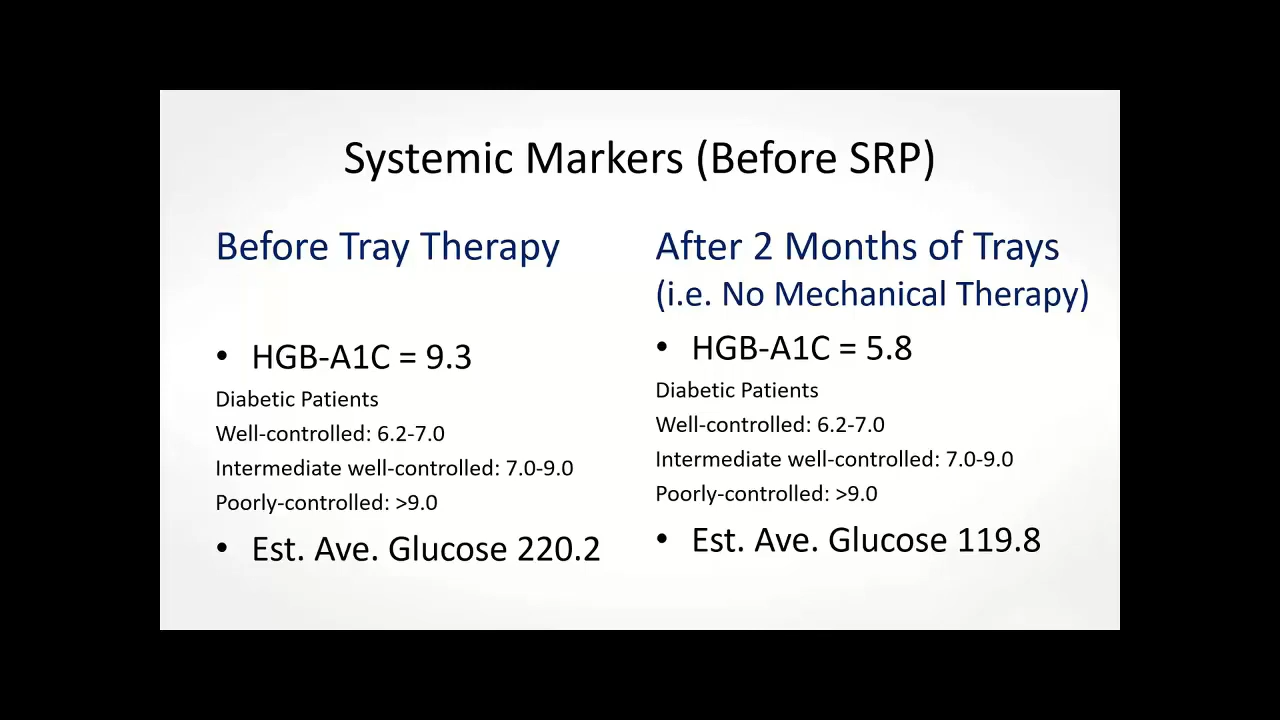 Systemic Markers (Before SRP)
Before Tray Therapy
• HGB-A1C = 9.3
Diabetic Patients
Well-controlled: 6.2-7.0
Intermediate well-controlled: 7.0-9.0
Poorly-controlled: >9.0
• Est. Ave. Glucose 220.2
After 2 Months of Trays
(i.e. No Mechanical Therapy)
• HGB-A1C = 5.8
Diabetic Patients
Well-controlled: 6.2-7.0
Intermediate well-controlled: 7.0-9.0
Poorly-controlled: >9.0
• Est. Ave. Glucose 119.8